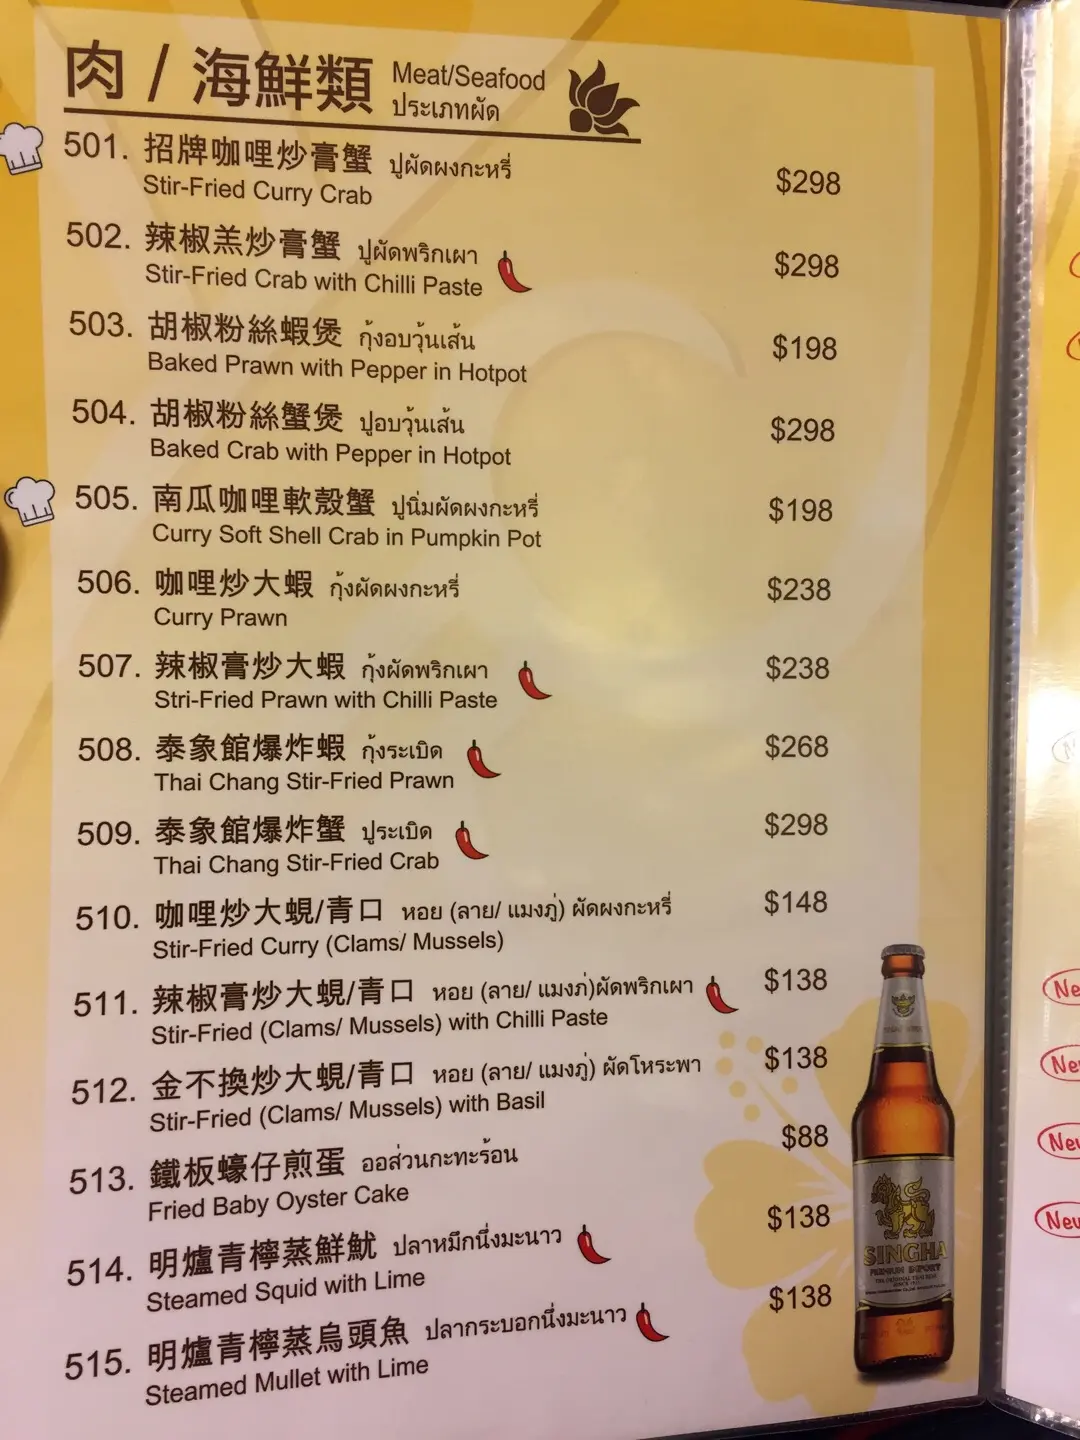 肉 / 海鮮類 Meat/Seafood
ประเภทผัด
501. 招牌咖哩炒膏蟹 ปูผัดผงกะหรี่
Stir-Fried Curry Crab
$298
502. 辣椒羔炒膏蟹 ปูผัดพริกเผา
Stir-Fried Crab with Chilli Paste
$298
503. 胡椒粉絲蝦煲 กุ้งอบวุ้นเส้น
Baked Prawn with Pepper in Hotpot
$198
504. 胡椒粉絲蟹煲 ปูอบวุ้นเส้น
Baked Crab with Pepper in Hotpot
$298
505. 南瓜咖哩軟殼蟹 ปูนิ่มผัดผงกะหรี่
Curry Soft Shell Crab in Pumpkin Pot
$198
506. 咖哩炒大蝦 กุ้งผัดผงกะหรี่
Curry Prawn
$238
507. 辣椒膏炒大蝦 กุ้งผัดพริกเผา
Stri-Fried Prawn with Chilli Paste
$238
508. 泰象館爆炸蝦 กุ้งระเบิด
Thai Chang Stir-Fried Prawn
$268
509. 泰象館爆炸蟹 ปูระเบิด
Thai Chang Stir-Fried Crab
$298
510. 咖哩炒大蜆/青口 หอย (ลาย/ แมงภู่) ผัดผงกะหรี่
Stir-Fried Curry (Clams/ Mussels)
$148
511. 辣椒膏炒大蜆/青口 หอย (ลาย/ แมงภ่)ผัดพริกเผา
Stir-Fried (Clams/ Mussels) with Chilli Paste
$138
512. 金不換炒大蜆/青口 หอย (ลาย/ แมงภู่) ผัดโหระพา
Stir-Fried (Clams/ Mussels) with Basil
$138
513. 鐵板蠔仔煎蛋 ออส่วนกะทะร้อน
Fried Baby Oyster Cake
$88
514. 明爐青檸蒸鮮魷 ปลาหมึกนึ่งมะนาว
Steamed Squid with Lime
$138
515. 明爐青檸蒸烏頭魚 ปลากระบอกนึ่งมะนาว
Steamed Mullet with Lime
$138
SINGHA
PREMIUM IMPORT